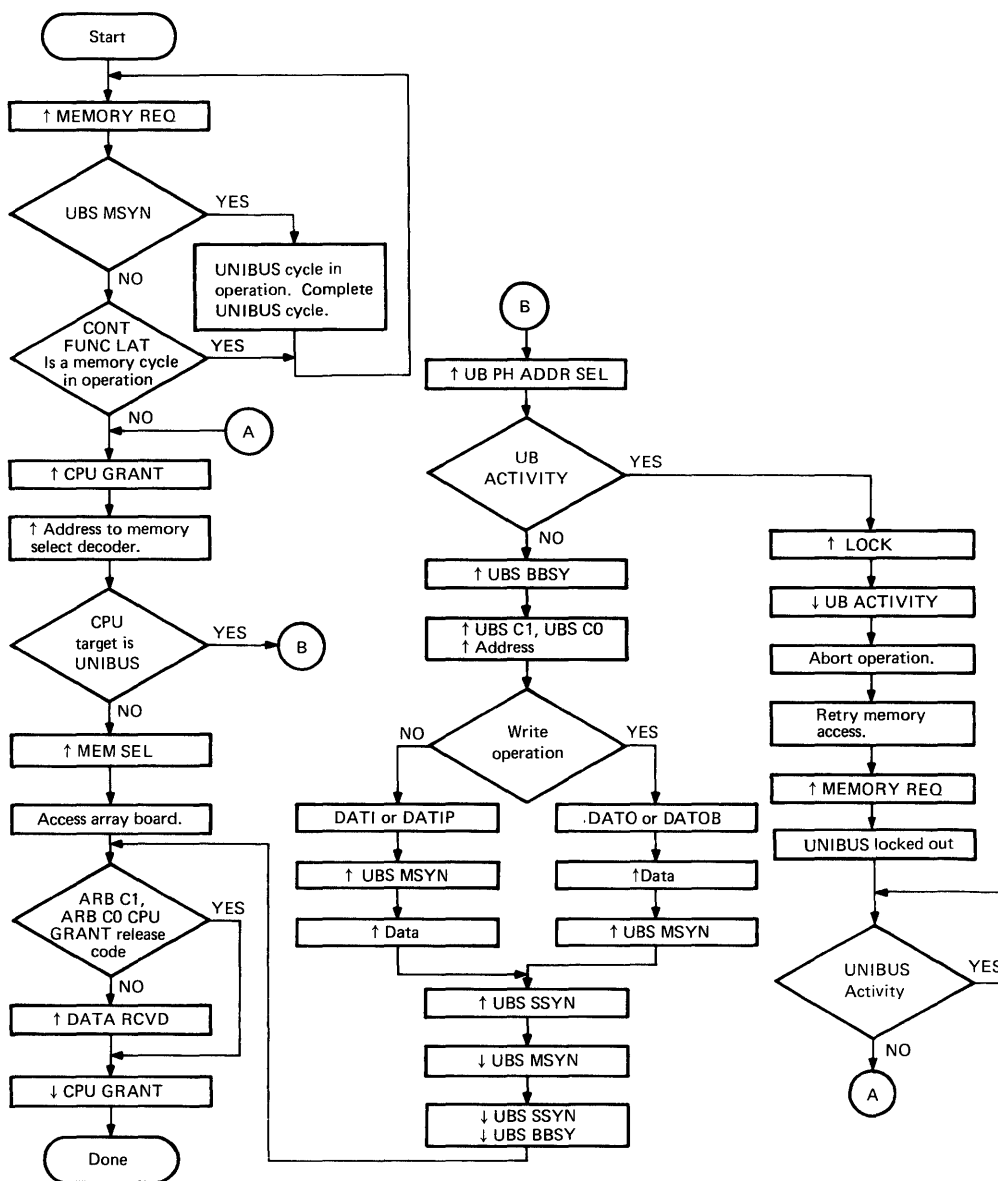 Start
↑ MEMORY REQ
UBS MSYN
YES
NO
UNIBUS cycle in
operation. Complete
UNIBUS cycle.
CONT
FUNC LAT
Is a memory cycle
in operation
YES
NO
A
↑ CPU GRANT
↑ Address to memory
select decoder.
CPU
target is
UNIBUS
YES
B
NO
↑ MEM SEL
Access array board.
ARB C1,
ARB C0 CPU
GRANT release
code
YES
NO
↑ DATA RCVD
↓ CPU GRANT
Done
B
↑ UB PH ADDR SEL
UB
ACTIVITY
YES
NO
↑ UBS BBSY
↑ UBS C1, UBS C0
↑ Address
Write
operation
NO
YES
DATI or DATIP
↑ UBS MSYN
↑ Data
DATO or DATOB
↑Data
↑ UBS MSYN
↑ UBS SSYN
↓ UBS MSYN
↓ UBS SSYN
↓ UBS BBSY
↑ LOCK
↓ UB ACTIVITY
Abort operation.
Retry memory
access.
↑ MEMORY REQ
UNIBUS locked out
UNIBUS
Activity
YES
NO
A